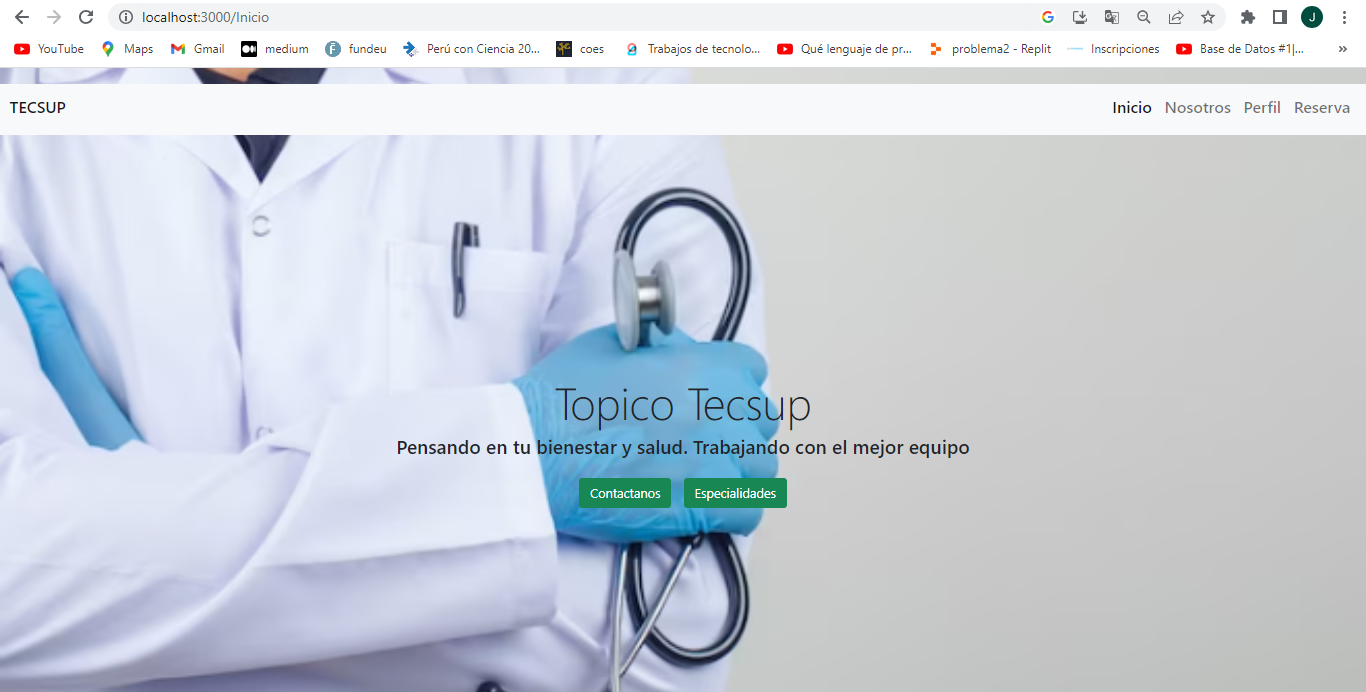 localhost:3000/Inicio
J
YouTube Maps Gmail medium fundeu Perú con Ciencia 20... coes Trabajos de tecnolo... Qué lenguaje de pr... problema2 - Replit Inscripciones Base de Datos #1|... »
TECSUP Inicio Nosotros Perfil Reserva
Topico Tecsup
Pensando en tu bienestar y salud. Trabajando con el mejor equipo
Contactanos Especialidades